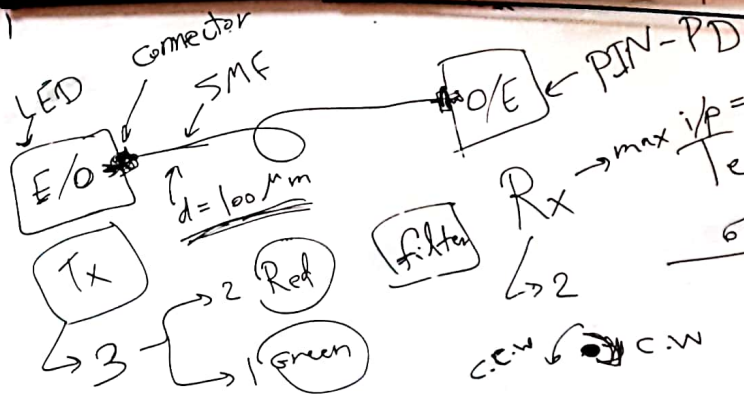 connector
LED
SMF
PIN-PD
E/O
O/E
d = 100 μm
max i/p =
Tx
filter
Rx
3
2 Red
1 Green
2
C.C.W
C.W